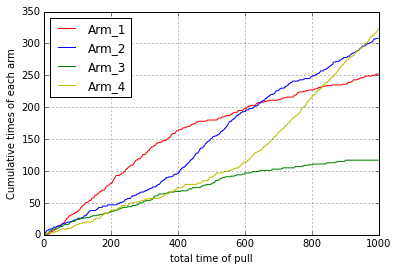 350
300
250
200
150
100
50
0
Cumulative times of each arm
Arm_1
Arm_2
Arm_3
Arm_4
0 200 400 600 800 1000
total time of pull